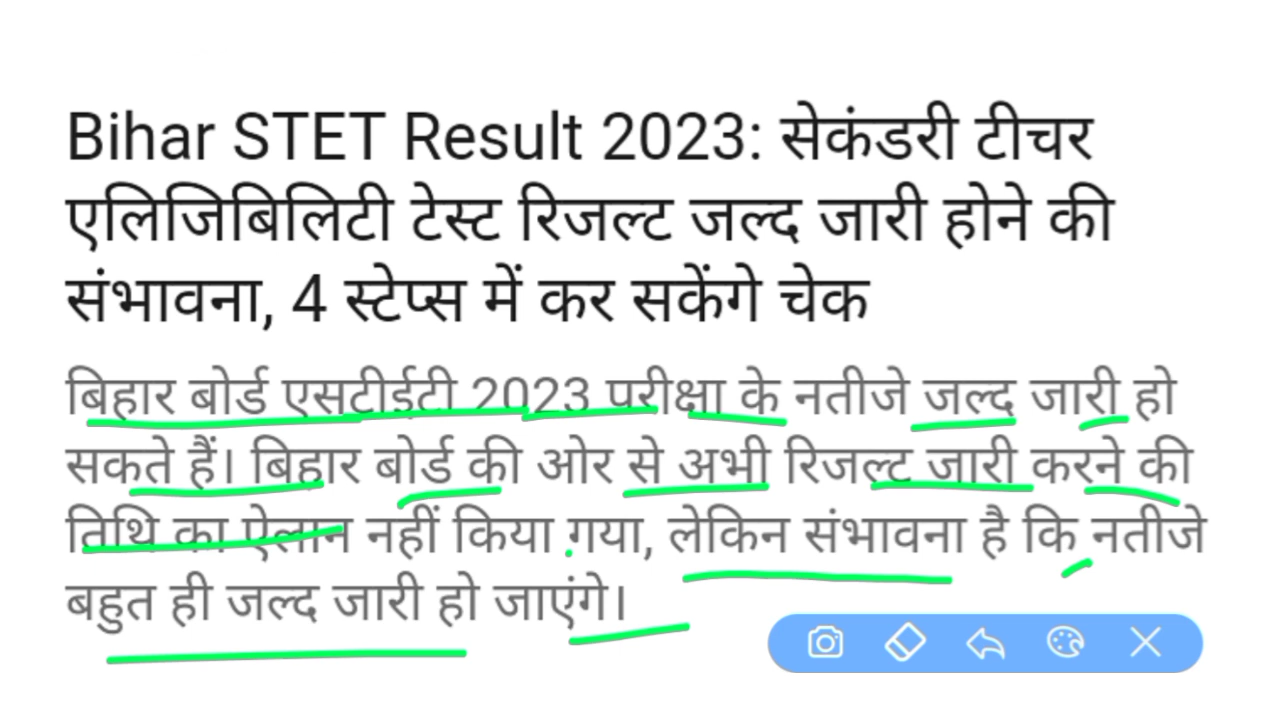 Bihar STET Result 2023: सेकंडरी टीचर
एलिजिबिलिटी टेस्ट रिजल्ट जल्द जारी होने की
संभावना, 4 स्टेप्स में कर सकेंगे चेक
बिहार बोर्ड एसटीईटी 2023 परीक्षा के नतीजे जल्द जारी हो
सकते हैं। बिहार बोर्ड की ओर से अभी रिजल्ट जारी करने की
तिथि का ऐलान नहीं किया गया, लेकिन संभावना है कि नतीजे
बहुत ही जल्द जारी हो जाएंगे।